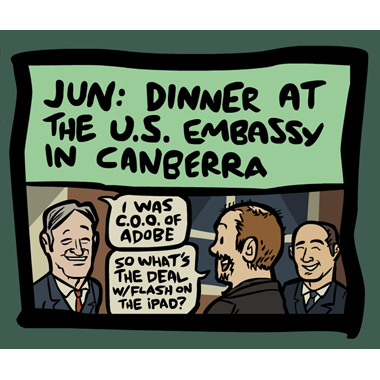 JUN: DINNER AT
THE U.S. EMBASSY
IN CANBERRA
I WAS
C.O.O. OF
ADOBE
SO WHAT'S
THE DEAL
W/FLASH ON
THE iPAD?